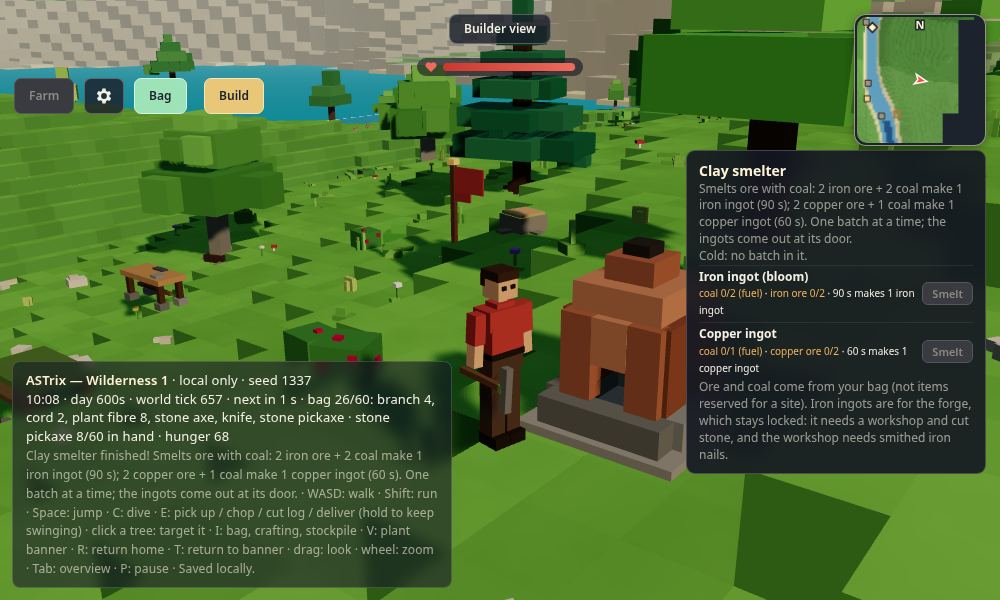 Builder view
N
Farm
Bag
Build
Clay smelter
Smelts ore with coal: 2 iron ore + 2 coal make 1
iron ingot (90 s); 2 copper ore + 1 coal make 1
copper ingot (60 s). One batch at a time; the
ingots come out at its door.
Cold: no batch in it.
Iron ingot (bloom)
coal 0/2 (fuel) · iron ore 0/2 · 90 s makes 1 iron
ingot
Smelt
Copper ingot
coal 0/1 (fuel) · copper ore 0/2 · 60 s makes 1
copper ingot
Smelt
Ore and coal come from your bag (not items
reserved for a site). Iron ingots are for the forge,
which stays locked: it needs a workshop and cut
stone, and the workshop needs smithed iron
nails.
ASTrix — Wilderness 1 · local only · seed 1337
10:08 · day 600s · world tick 657 · next in 1 s · bag 26/60: branch 4,
cord 2, plant fibre 8, stone axe, knife, stone pickaxe · stone
pickaxe 8/60 in hand · hunger 68
Clay smelter finished! Smelts ore with coal: 2 iron ore + 2 coal make 1
iron ingot (90 s); 2 copper ore + 1 coal make 1 copper ingot (60 s). One
batch at a time; the ingots come out at its door. · WASD: walk · Shift: run
· Space: jump · C: dive · E: pick up / chop / cut log / deliver (hold to keep
swinging) · click a tree: target it · I: bag, crafting, stockpile · V: plant
banner · R: return home · T: return to banner · drag: look · wheel: zoom
· Tab: overview · P: pause · Saved locally.